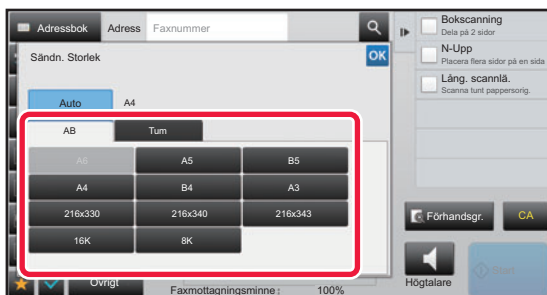 Adressbok Adress Faxnummer
Sändn. Storlek OK
Auto A4
AB Tum
A6 A5 B5
A4 B4 A3
216x330 216x340 216x343
16K 8K
Övrigt
Faxmottagningsminne: 100%
Bokscanning
Dela på 2 sidor
N-Upp
Placera flera sidor på en sida
Lång. scannlä.
Scanna tunt pappersorig.
Förhandsgr. CA
Högtalare Start